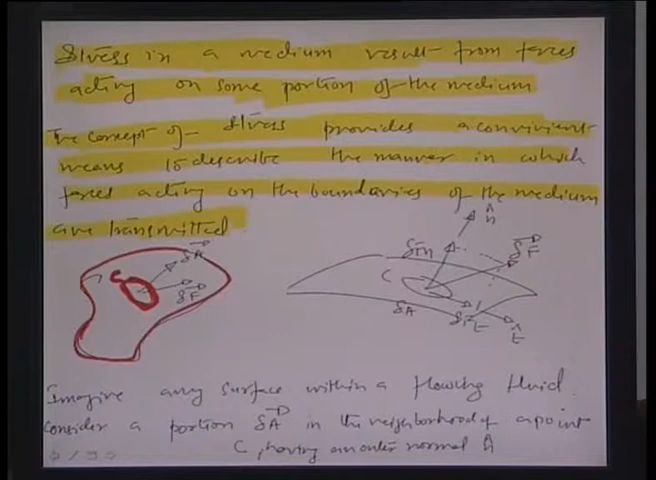 Stress in a medium result from forces
acting on some portion of the medium
The concept of stress provides a convinient
means to describe the manner in which
forces acting on the boundaries of the medium
are transmitted
n̂
δA⃗
δFn
δF⃗
C
C
δF⃗
δA
δFt
t̂
Imagine any surface within a flowing fluid
Consider a portion δA⃗ in the neighborhood of a point
C, having an outer normal n̂